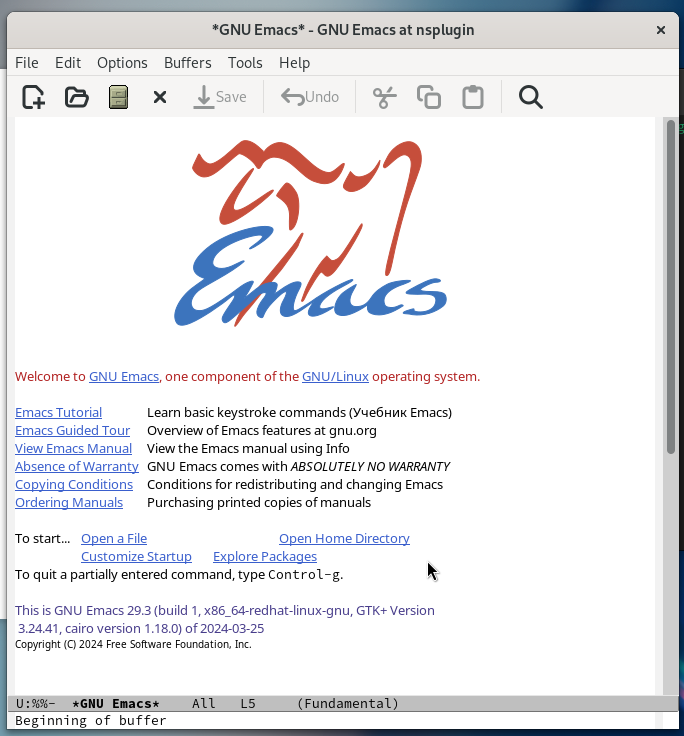 *GNU Emacs* - GNU Emacs at nsplugin
File Edit Options Buffers Tools Help
Save Undo
Emacs
Welcome to GNU Emacs, one component of the GNU/Linux operating system.
Emacs Tutorial Learn basic keystroke commands (Учебник Emacs)
Emacs Guided Tour Overview of Emacs features at gnu.org
View Emacs Manual View the Emacs manual using Info
Absence of Warranty GNU Emacs comes with ABSOLUTELY NO WARRANTY
Copying Conditions Conditions for redistributing and changing Emacs
Ordering Manuals Purchasing printed copies of manuals
To start... Open a File Open Home Directory
Customize Startup Explore Packages
To quit a partially entered command, type Control-g.
This is GNU Emacs 29.3 (build 1, x86_64-redhat-linux-gnu, GTK+ Version
3.24.41, cairo version 1.18.0) of 2024-03-25
Copyright (C) 2024 Free Software Foundation, Inc.
U:%%- *GNU Emacs* All L5 (Fundamental)
Beginning of buffer